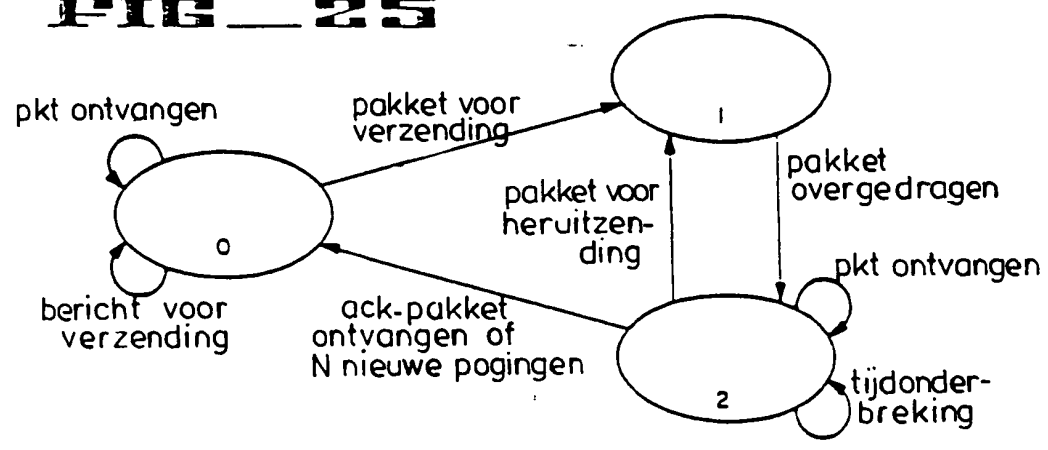 FIG__25
pkt ontvangen
pakket voor
verzending
1
pakket
overgedragen
pakket voor
heruitzen-
ding
0
bericht voor
verzending
ack-pakket
ontvangen of
N nieuwe pogingen
pkt ontvangen
2
tijdonder-
breking